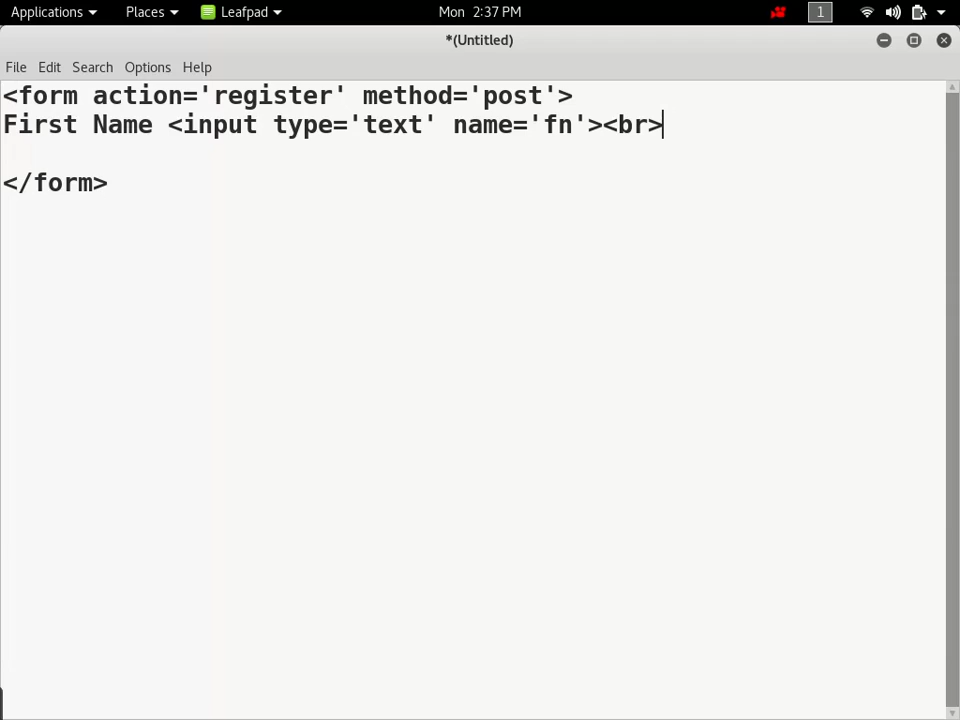 Applications Places Leafpad Mon 2:37 PM 1
*(Untitled)
File Edit Search Options Help
<form action='register' method='post'>
First Name <input type='text' name='fn'><br>
</form>